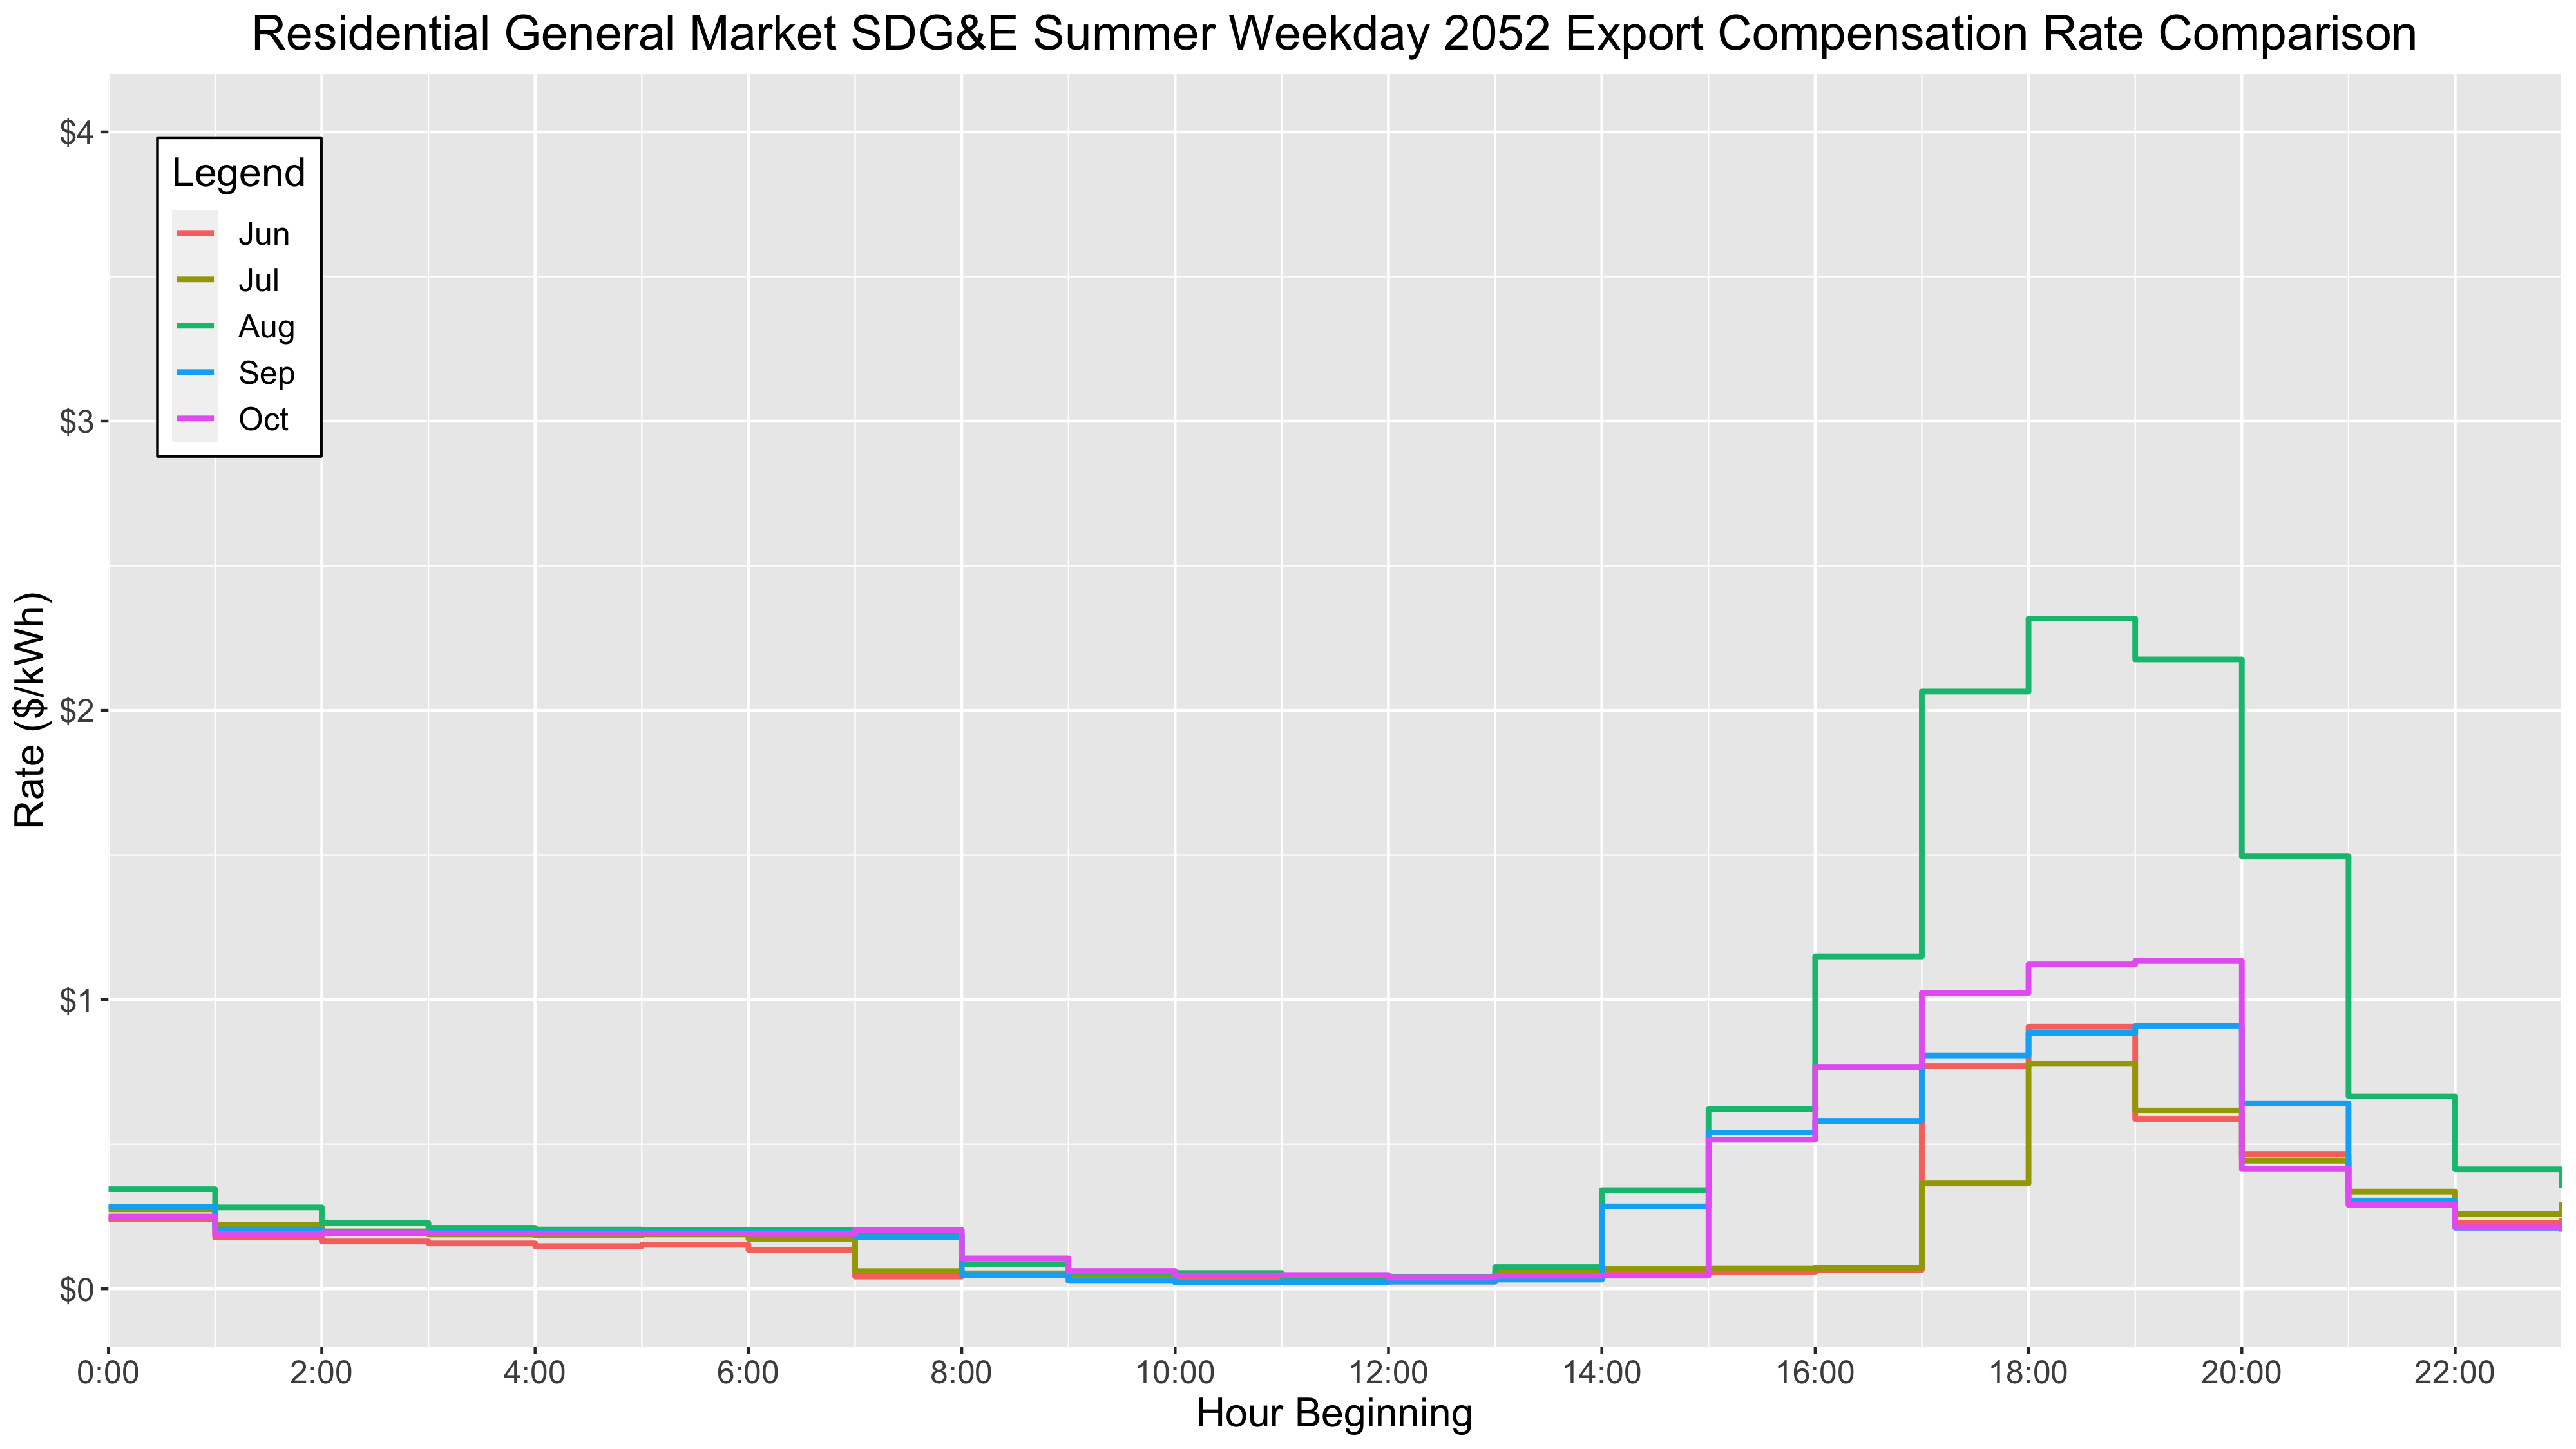 Residential General Market SDG&E Summer Weekday 2052 Export Compensation Rate Comparison
$4
Legend
Jun
Jul
Aug
Sep
Oct
$3
Rate ($/kWh)
$2
$1
$0
0:00 2:00 4:00 6:00 8:00 10:00 12:00 14:00 16:00 18:00 20:00 22:00
Hour Beginning